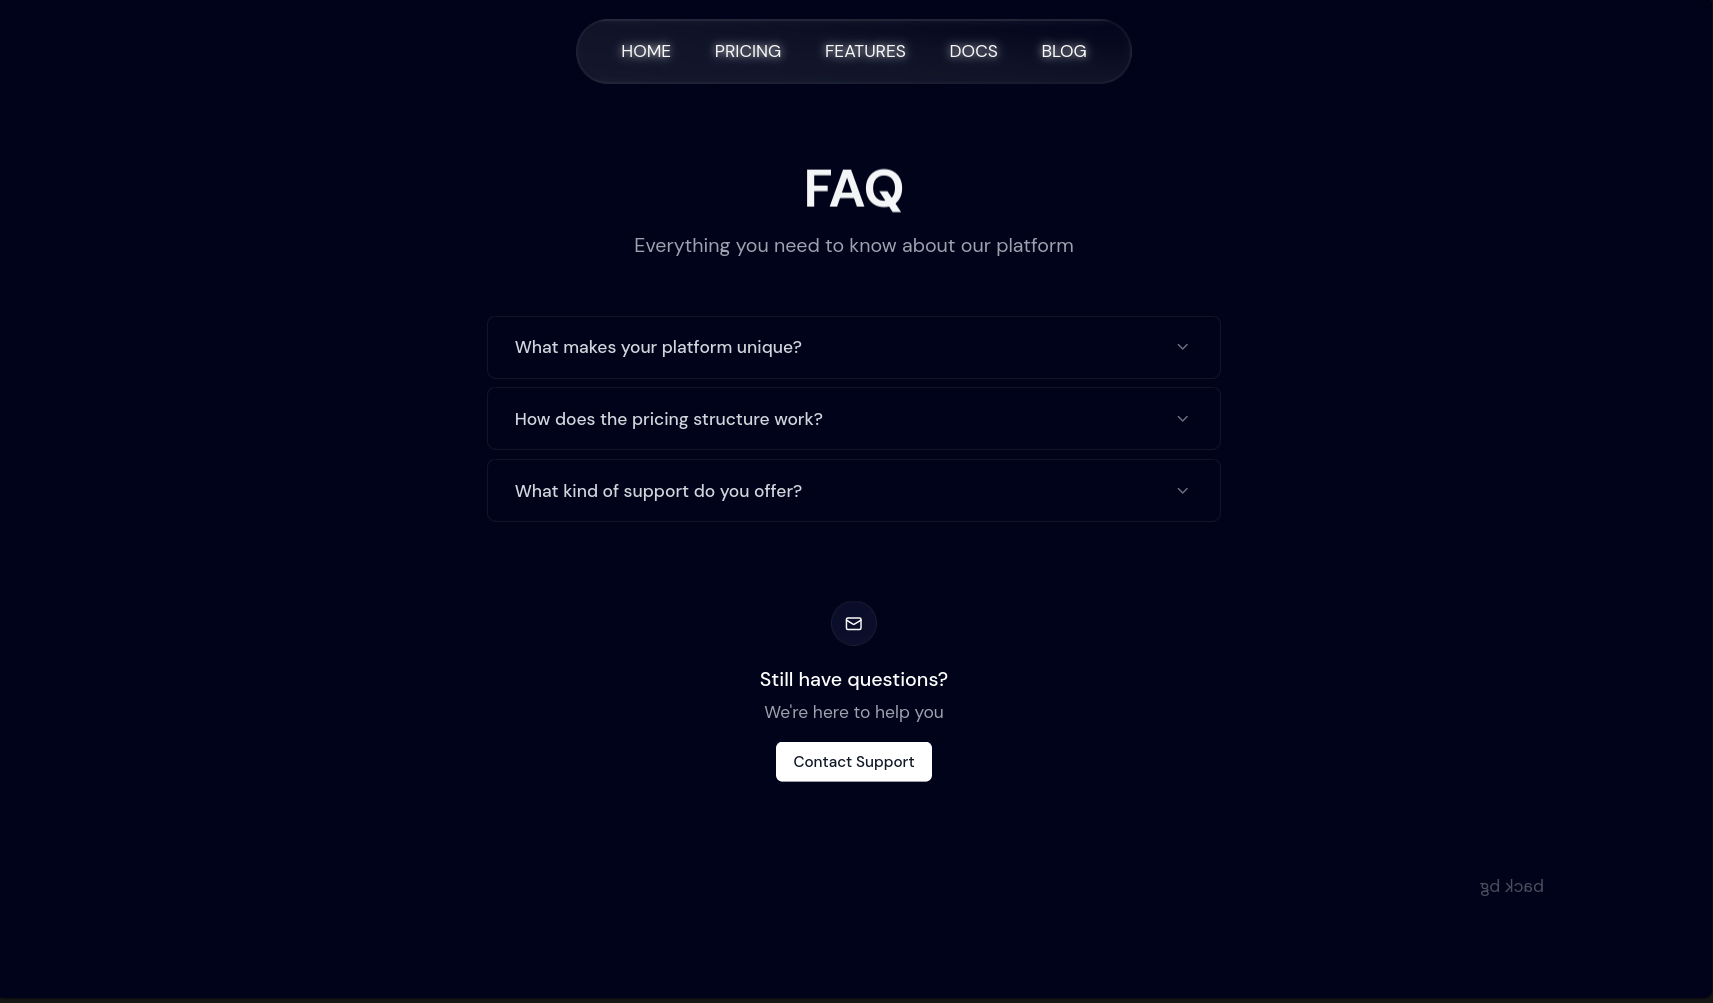 HOME PRICING FEATURES DOCS BLOG
FAQ
Everything you need to know about our platform
What makes your platform unique?
How does the pricing structure work?
What kind of support do you offer?
Still have questions?
We're here to help you
Contact Support
back bg